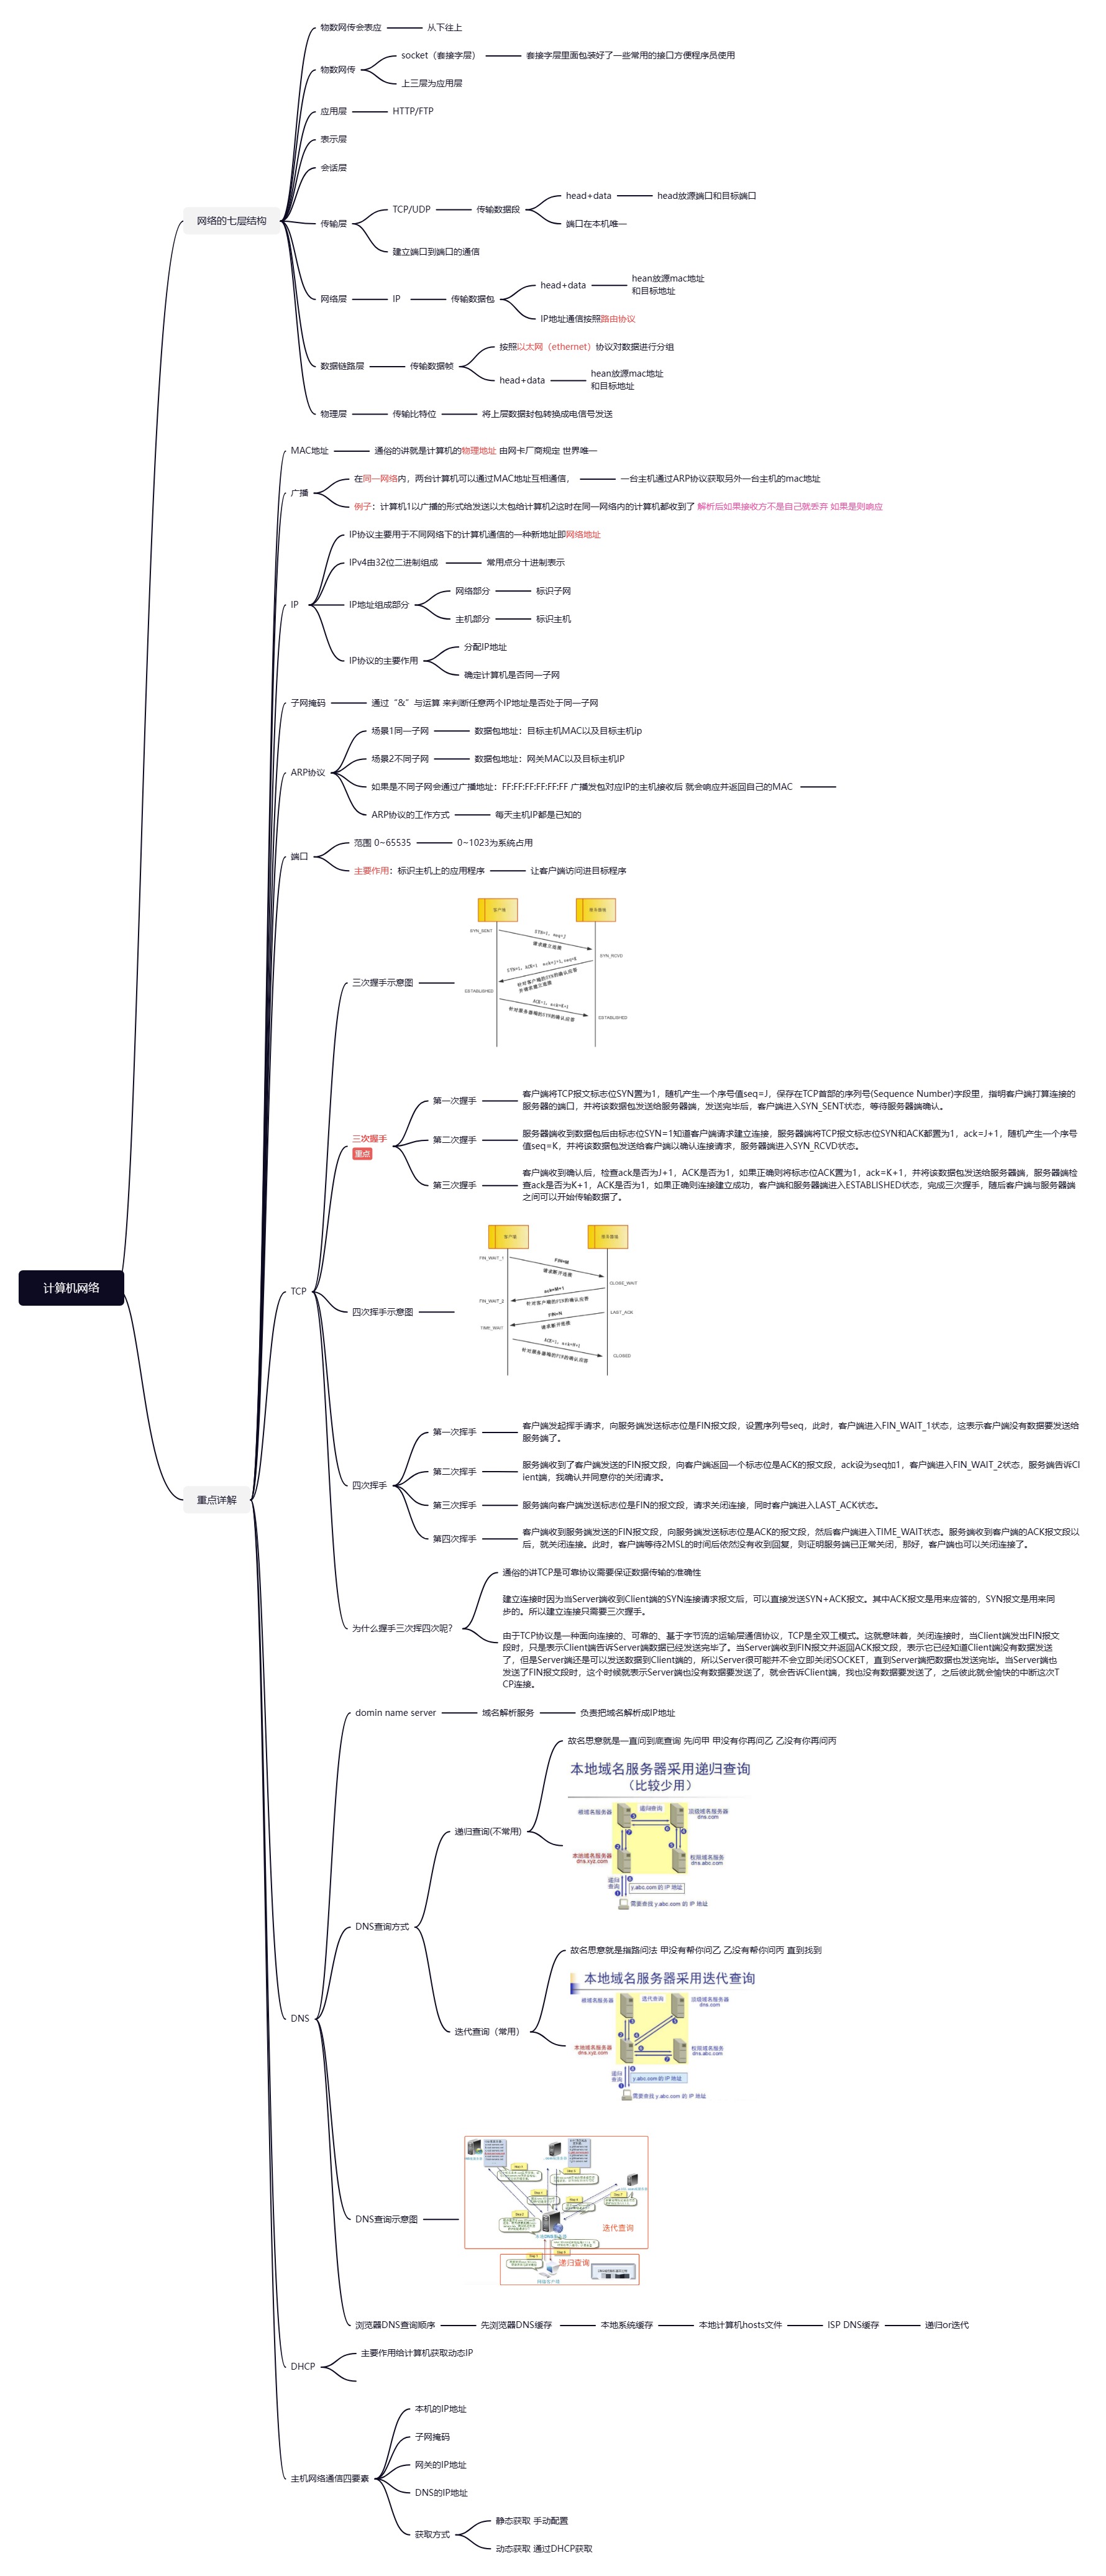 物数网传会表应
从下往上
物数网传
socket（套接字层）
套接字层里面包装好了一些常用的接口方便程序员使用
上三层为应用层
应用层
HTTP/FTP
表示层
会话层
网络的七层结构
传输层
TCP/UDP
传输数据段
head+data
head放源端口和目标端口
端口在本机唯一
建立端口到端口的通信
网络层
IP
传输数据包
head+data
hean放源mac地址
和目标地址
IP地址通信按照路由协议
数据链路层
传输数据帧
按照以太网（ethernet）协议对数据进行分组
head+data
hean放源mac地址
和目标地址
物理层
传输比特位
将上层数据封包转换成电信号发送
MAC地址
通俗的讲就是计算机的物理地址 由网卡厂商规定 世界唯一
广播
在同一网络内，两台计算机可以通过MAC地址互相通信，
一台主机通过ARP协议获取另外一台主机的mac地址
例子：计算机1以广播的形式给发送以太包给计算机2这时在同一网络内的计算机都收到了 解析后如果接收方不是自己就丢弃 如果是则响应
IP
IP协议主要用于不同网络下的计算机通信的一种新地址即网络地址
IPv4由32位二进制组成
常用点分十进制表示
IP地址组成部分
网络部分
标识子网
主机部分
标识主机
IP协议的主要作用
分配IP地址
确定计算机是否同一子网
子网掩码
通过“&”与运算 来判断任意两个IP地址是否处于同一子网
ARP协议
场景1同一子网
数据包地址：目标主机MAC以及目标主机ip
场景2不同子网
数据包地址：网关MAC以及目标主机IP
如果是不同子网会通过广播地址：FF:FF:FF:FF:FF:FF 广播发包对应IP的主机接收后 就会响应并返回自己的MAC
ARP协议的工作方式
每天主机IP都是已知的
端口
范围 0~65535
0~1023为系统占用
主要作用：标识主机上的应用程序
让客户端访问进目标程序
三次握手示意图
客户端
服务器端
SYN_SENT
SYN=1, seq=J
请求建立连接
SYN_RCVD
SYN=1, ACK=1 ack=J+1,seq=K
针对客户端的SYN的确认应答
并请求建立连接
ESTABLISHED
ACK=1, ack=K+1
针对服务器端的SYN的确认应答
ESTABLISHED
三次握手
重点
第一次握手
客户端将TCP报文标志位SYN置为1，随机产生一个序号值seq=J，保存在TCP首部的序列号(Sequence Number)字段里，指明客户端打算连接的
服务器的端口，并将该数据包发送给服务器端，发送完毕后，客户端进入SYN_SENT状态，等待服务器端确认。
第二次握手
服务器端收到数据包后由标志位SYN=1知道客户端请求建立连接，服务器端将TCP报文标志位SYN和ACK都置为1，ack=J+1，随机产生一个序号
值seq=K，并将该数据包发送给客户端以确认连接请求，服务器端进入SYN_RCVD状态。
第三次握手
客户端收到确认后，检查ack是否为J+1，ACK是否为1，如果正确则将标志位ACK置为1，ack=K+1，并将该数据包发送给服务器端，服务器端检
查ack是否为K+1，ACK是否为1，如果正确则连接建立成功，客户端和服务器端进入ESTABLISHED状态，完成三次握手，随后客户端与服务器端
之间可以开始传输数据了。
计算机网络
TCP
四次挥手示意图
客户端
服务器端
FIN_WAIT_1
FIN=M
请求断开连接
CLOSE_WAIT
ack=M+1
针对客户端的FIN的确认应答
FIN_WAIT_2
LAST_ACK
FIN=N
请求断开连接
TIME_WAIT
ACK=1, ack=N+1
针对服务器端的FIN的确认应答
CLOSED
重点详解
四次挥手
第一次挥手
客户端发起挥手请求，向服务端发送标志位是FIN报文段，设置序列号seq，此时，客户端进入FIN_WAIT_1状态，这表示客户端没有数据要发送给
服务端了。
第二次挥手
服务端收到了客户端发送的FIN报文段，向客户端返回一个标志位是ACK的报文段，ack设为seq加1，客户端进入FIN_WAIT_2状态，服务端告诉Cl
ient端，我确认并同意你的关闭请求。
第三次挥手
服务端向客户端发送标志位是FIN的报文段，请求关闭连接，同时客户端进入LAST_ACK状态。
第四次挥手
客户端收到服务端发送的FIN报文段，向服务端发送标志位是ACK的报文段，然后客户端进入TIME_WAIT状态。服务端收到客户端的ACK报文段以
后，就关闭连接。此时，客户端等待2MSL的时间后依然没有收到回复，则证明服务端已正常关闭，那好，客户端也可以关闭连接了。
为什么握手三次挥四次呢?
通俗的讲TCP是可靠协议需要保证数据传输的准确性
建立连接时因为当Server端收到Client端的SYN连接请求报文后，可以直接发送SYN+ACK报文。其中ACK报文是用来应答的，SYN报文是用来同
步的。所以建立连接只需要三次握手。
由于TCP协议是一种面向连接的、可靠的、基于字节流的运输层通信协议，TCP是全双工模式。这就意味着，关闭连接时，当Client端发出FIN报文
段时，只是表示Client端告诉Server端数据已经发送完毕了。当Server端收到FIN报文并返回ACK报文段，表示它已经知道Client端没有数据发送
了，但是Server端还是可以发送数据到Client端的，所以Server很可能并不会立即关闭SOCKET，直到Server端把数据也发送完毕。当Server端也
发送了FIN报文段时，这个时候就表示Server端也没有数据要发送了，就会告诉Client端，我也没有数据要发送了，之后彼此就会愉快的中断这次T
CP连接。
DNS
domin name server
域名解析服务
负责把域名解析成IP地址
DNS查询方式
递归查询(不常用)
故名思意就是一直问到底查询 先问甲 甲没有你再问乙 乙没有你再问丙
本地域名服务器采用递归查询
（比较少用）
根域名服务器
递归查询
顶级域名服务器
dns.com
本地域名服务器
dns.xyz.com
权限域名服务
dns.abc.com
递归
查询
y.abc.com 的 IP 地址
需要查找 y.abc.com 的 IP 地址
迭代查询（常用）
故名思意就是指路问法 甲没有帮你问乙 乙没有帮你问丙 直到找到
本地域名服务器采用迭代查询
根域名服务器
迭代查询
顶级域名服务器
dns.com
本地域名服务器
dns.xyz.com
权限域名服务
dns.abc.com
递归
查询
y.abc.com 的 IP 地址
需要查找 y.abc.com 的 IP 地址
DNS查询示意图
迭代查询
递归查询
浏览器DNS查询顺序
先浏览器DNS缓存
本地系统缓存
本地计算机hosts文件
ISP DNS缓存
递归or迭代
DHCP
主要作用给计算机获取动态IP
主机网络通信四要素
本机的IP地址
子网掩码
网关的IP地址
DNS的IP地址
获取方式
静态获取 手动配置
动态获取 通过DHCP获取